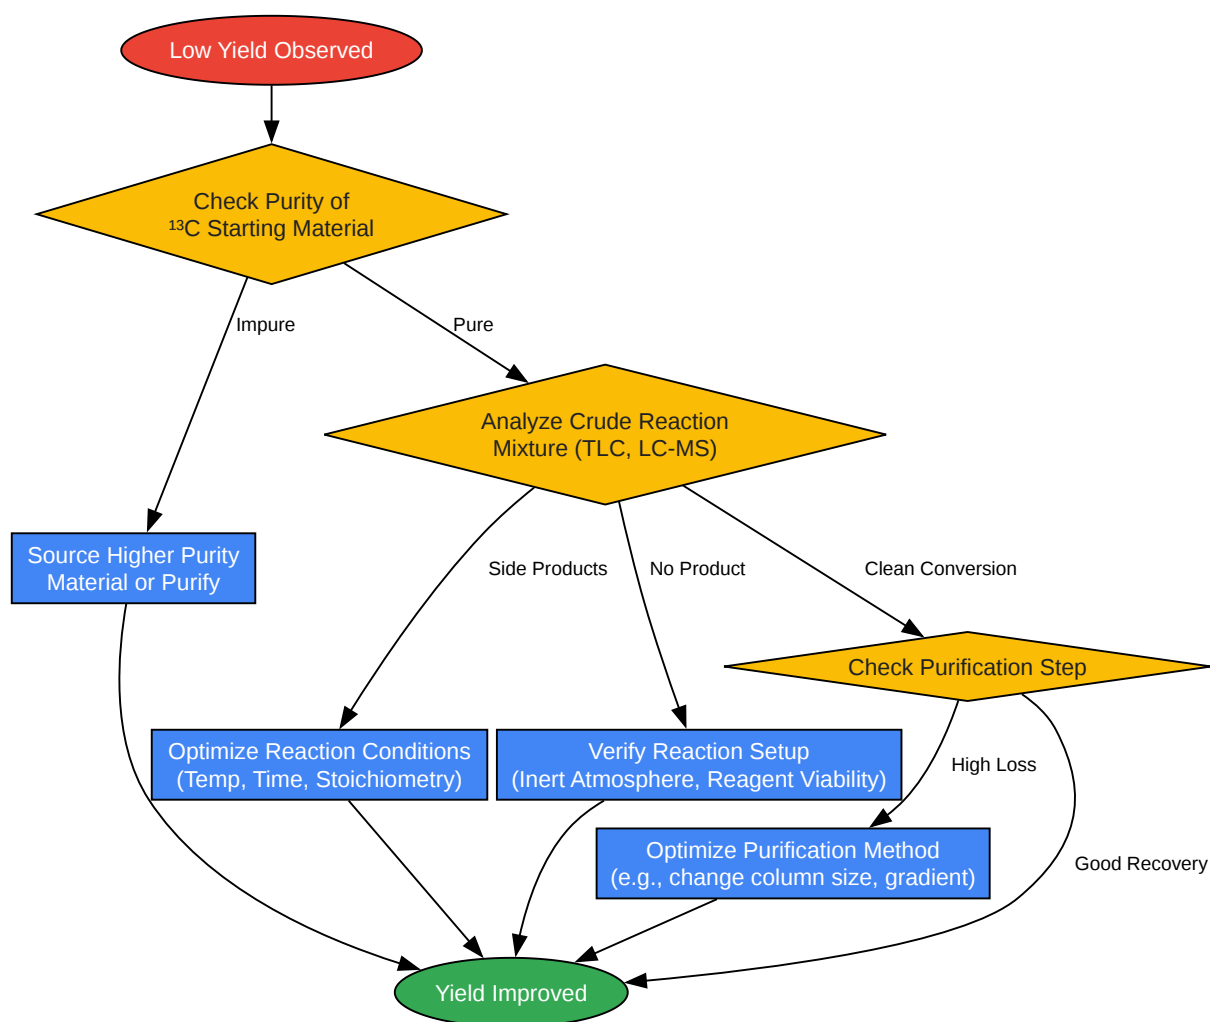 Low Yield Observed
Check Purity of
¹³C Starting Material
Impure
Pure
Analyze Crude Reaction
Mixture (TLC, LC-MS)
Source Higher Purity
Material or Purify
Side Products
No Product
Clean Conversion
Check Purification Step
Optimize Reaction Conditions
(Temp, Time, Stoichiometry)
Verify Reaction Setup
(Inert Atmosphere, Reagent Viability)
High Loss
Optimize Purification Method
(e.g., change column size, gradient)
Good Recovery
Yield Improved